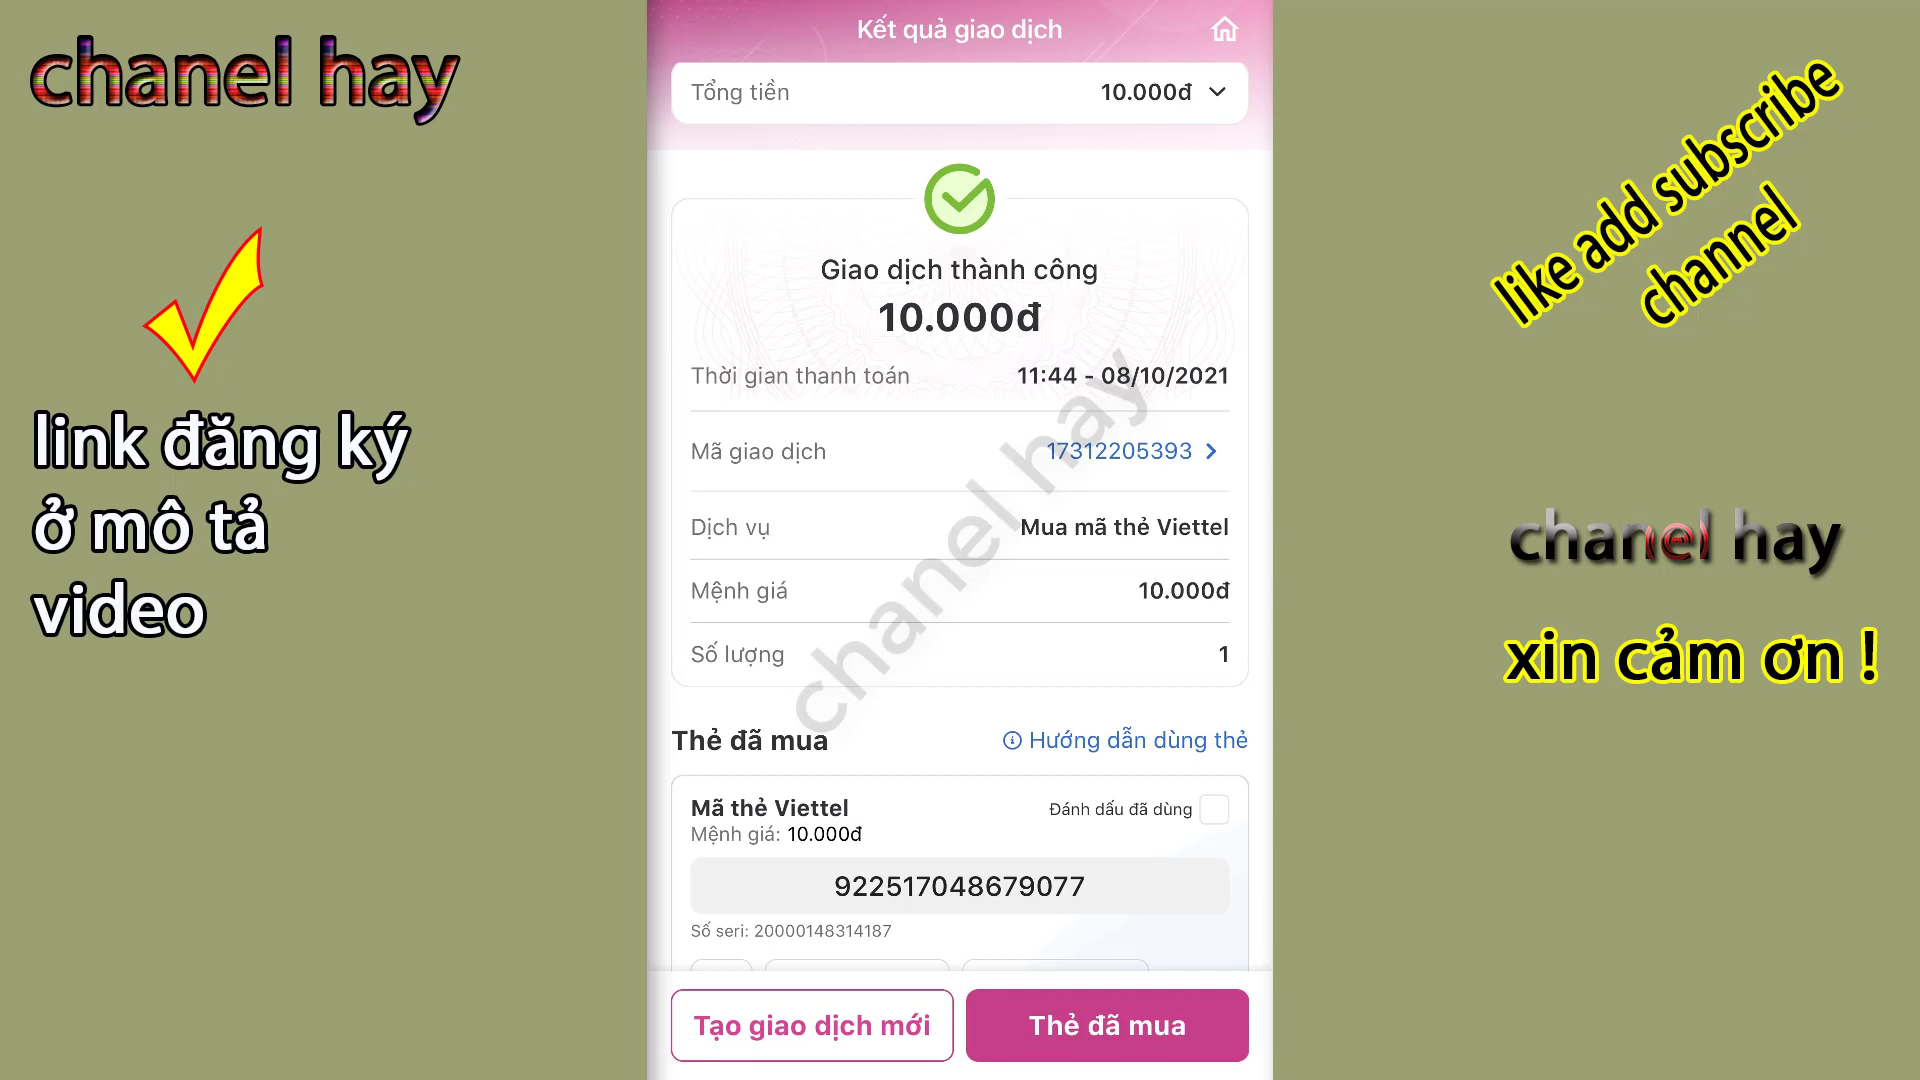 chanel hay
link đăng ký
ở mô tả
video
Kết quả giao dịch
Tổng tiền 10.000đ
Giao dịch thành công
10.000đ
Thời gian thanh toán 11:44 - 08/10/2021
Mã giao dịch 17312205393
Dịch vụ Mua mã thẻ Viettel
Mệnh giá 10.000đ
Số lượng 1
chanel hay
Thẻ đã mua Hướng dẫn dùng thẻ
Mã thẻ Viettel Đánh dấu đã dùng
Mệnh giá: 10.000đ
922517048679077
Số seri: 20000148314187
Tạo giao dịch mới Thẻ đã mua
like add subscribe
channel
chanel hay
xin cảm ơn !